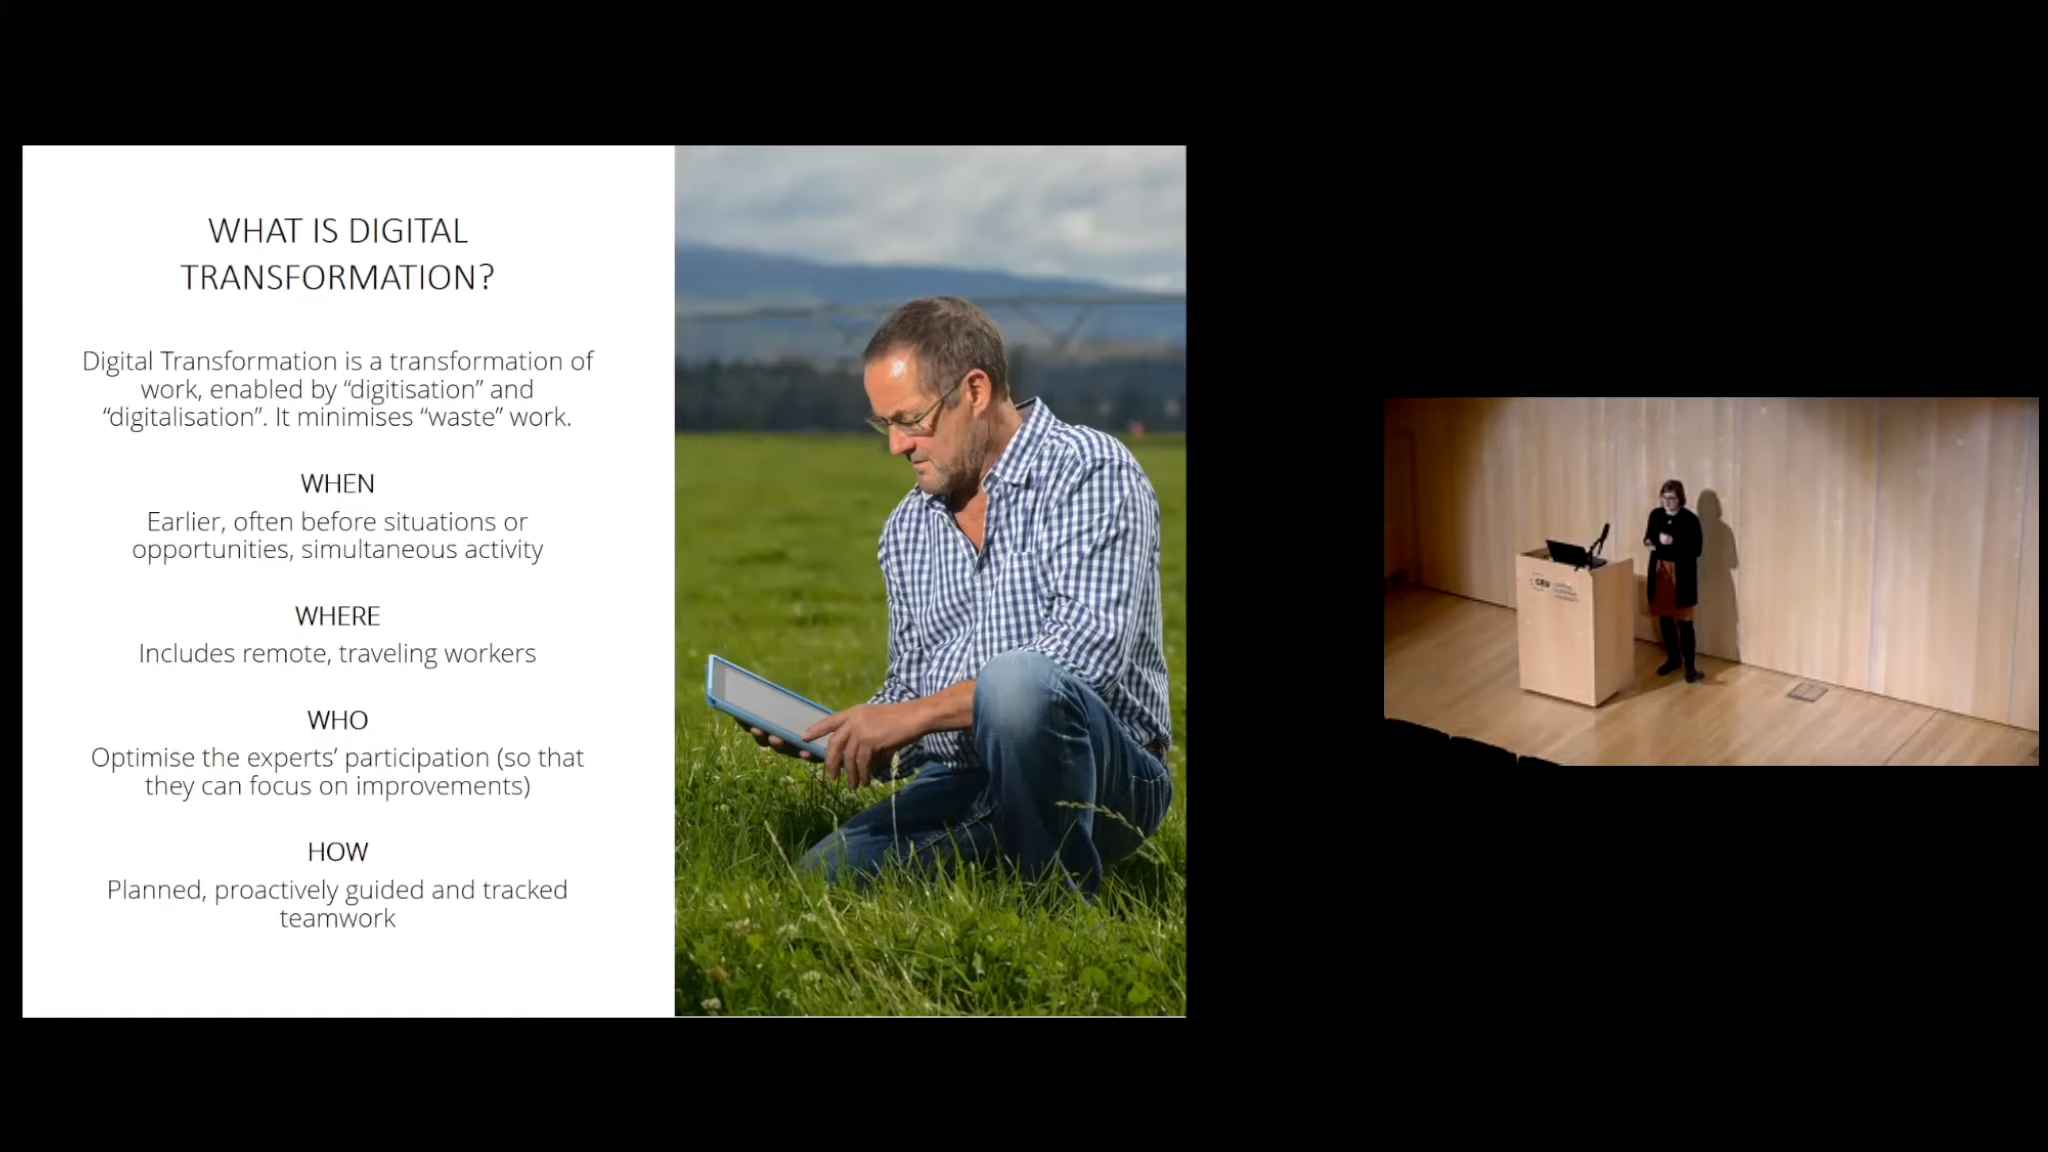 WHAT IS DIGITAL
TRANSFORMATION?
Digital Transformation is a transformation of
work, enabled by “digitisation” and
“digitalisation”. It minimises “waste” work.
WHEN
Earlier, often before situations or
opportunities, simultaneous activity
WHERE
Includes remote, traveling workers
WHO
Optimise the experts’ participation (so that
they can focus on improvements)
HOW
Planned, proactively guided and tracked
teamwork
CEU